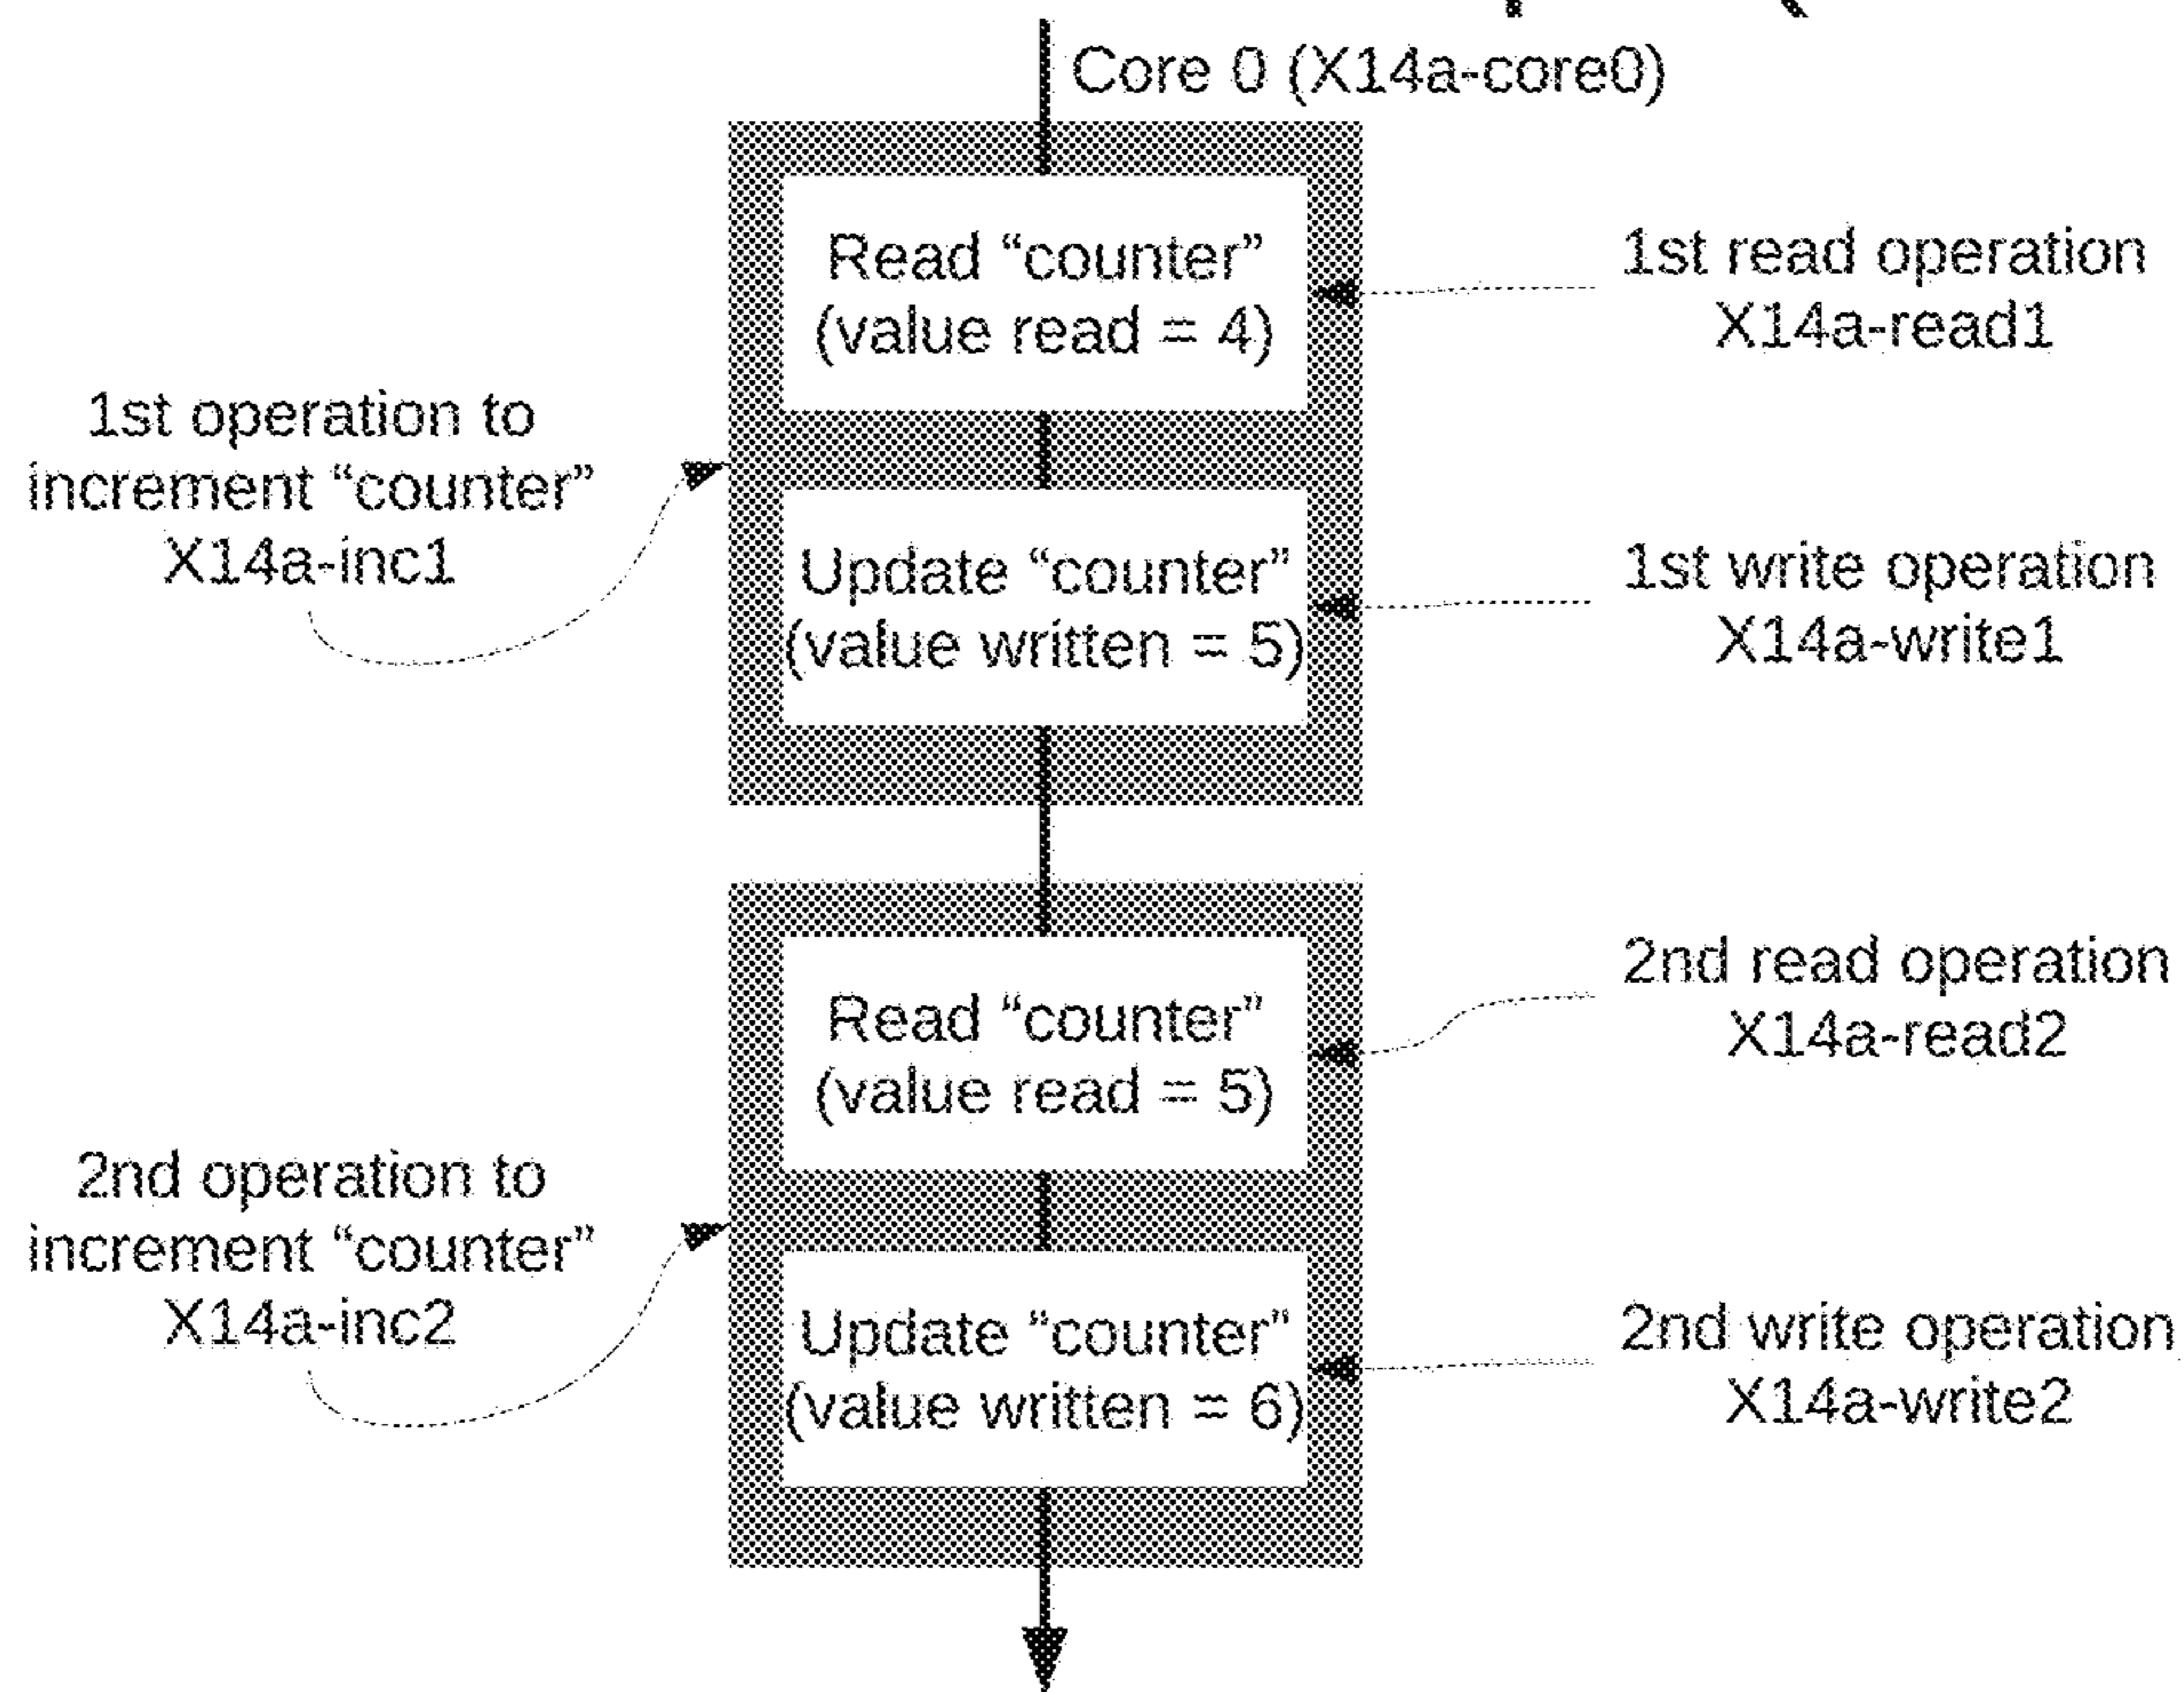 Core 0 (X14a-core0)
Read “counter”
(value read = 4)
1st read operation
X14a-read1
1st operation to
increment “counter”
X14a-inc1
Update “counter”
(value written = 5)
1st write operation
X14a-write1
Read “counter”
(value read = 5)
2nd read operation
X14a-read2
2nd operation to
increment “counter”
X14a-inc2
Update “counter”
(value written = 6)
2nd write operation
X14a-write2